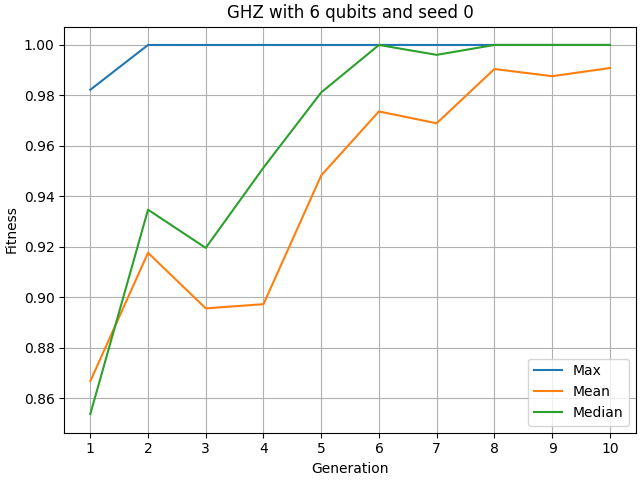 GHZ with 6 qubits and seed 0
Fitness
1.00
0.98
0.96
0.94
0.92
0.90
0.88
0.86
1 2 3 4 5 6 7 8 9 10
Generation
Max
Mean
Median